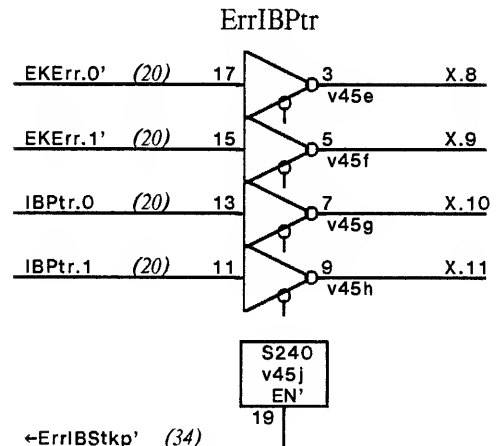 ErrIBPtr
EKErr.0' (20) 17 3 X.8
v45e
EKErr.1' (20) 15 5 X.9
v45f
IBPtr.0 (20) 13 7 X.10
v45g
IBPtr.1 (20) 11 9 X.11
v45h
S240
v45j
EN'
19
←ErrIBStkp' (34)